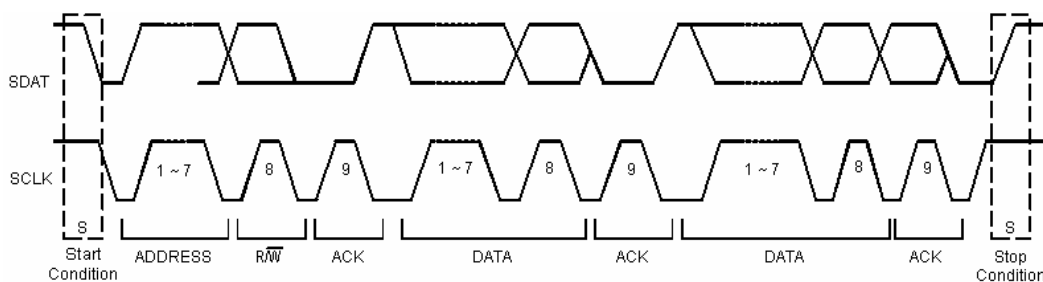 SDAT
SCLK
1 ~ 7
8
9
1 ~ 7
8
9
1 ~ 7
8
9
S
S
Start
Condition
ADDRESS
R/W̅
ACK
DATA
ACK
DATA
ACK
Stop
Condition